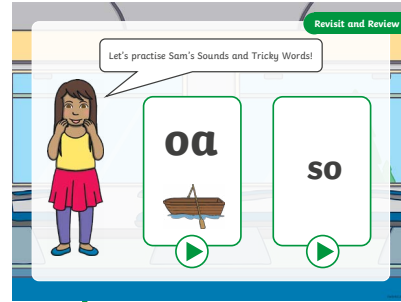 Revisit and Review
Let's practise Sam's Sounds and Tricky Words!
oa
so